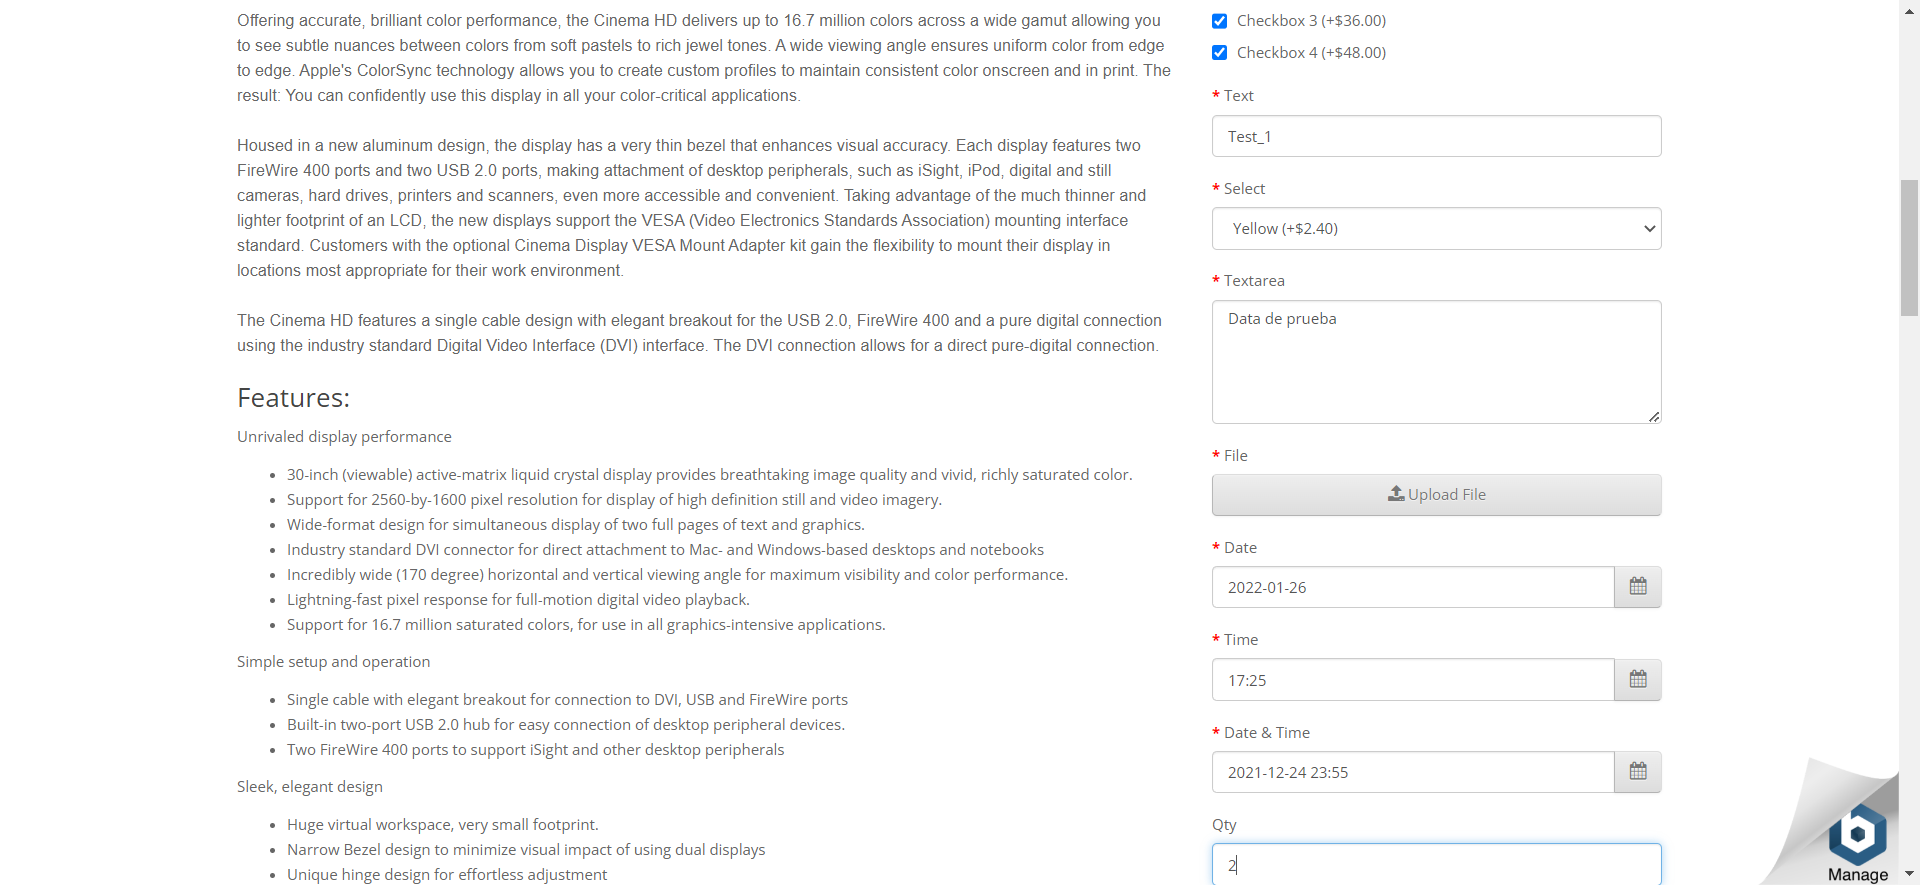 Offering accurate, brilliant color performance, the Cinema HD delivers up to 16.7 million colors across a wide gamut allowing you
to see subtle nuances between colors from soft pastels to rich jewel tones. A wide viewing angle ensures uniform color from edge
to edge. Apple's ColorSync technology allows you to create custom profiles to maintain consistent color onscreen and in print. The
result: You can confidently use this display in all your color-critical applications.
Housed in a new aluminum design, the display has a very thin bezel that enhances visual accuracy. Each display features two
FireWire 400 ports and two USB 2.0 ports, making attachment of desktop peripherals, such as iSight, iPod, digital and still
cameras, hard drives, printers and scanners, even more accessible and convenient. Taking advantage of the much thinner and
lighter footprint of an LCD, the new displays support the VESA (Video Electronics Standards Association) mounting interface
standard. Customers with the optional Cinema Display VESA Mount Adapter kit gain the flexibility to mount their display in
locations most appropriate for their work environment.
The Cinema HD features a single cable design with elegant breakout for the USB 2.0, FireWire 400 and a pure digital connection
using the industry standard Digital Video Interface (DVI) interface. The DVI connection allows for a direct pure-digital connection.
Features:
Unrivaled display performance
• 30-inch (viewable) active-matrix liquid crystal display provides breathtaking image quality and vivid, richly saturated color.
• Support for 2560-by-1600 pixel resolution for display of high definition still and video imagery.
• Wide-format design for simultaneous display of two full pages of text and graphics.
• Industry standard DVI connector for direct attachment to Mac- and Windows-based desktops and notebooks
• Incredibly wide (170 degree) horizontal and vertical viewing angle for maximum visibility and color performance.
• Lightning-fast pixel response for full-motion digital video playback.
• Support for 16.7 million saturated colors, for use in all graphics-intensive applications.
Simple setup and operation
• Single cable with elegant breakout for connection to DVI, USB and FireWire ports
• Built-in two-port USB 2.0 hub for easy connection of desktop peripheral devices.
• Two FireWire 400 ports to support iSight and other desktop peripherals
Sleek, elegant design
• Huge virtual workspace, very small footprint.
• Narrow Bezel design to minimize visual impact of using dual displays
• Unique hinge design for effortless adjustment
Checkbox 3 (+$36.00)
Checkbox 4 (+$48.00)
* Text
Test_1
* Select
Yellow (+$2.40)
* Textarea
Data de prueba
* File
Upload File
* Date
2022-01-26
* Time
17:25
* Date & Time
2021-12-24 23:55
Qty
2
b
Manage